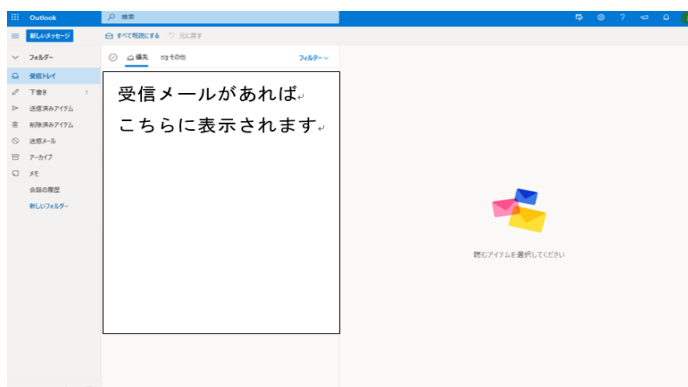 Outlook
検索
新しいメッセージ
すべて既読にする 元に戻す
フォルダー
優先 その他 フィルター
受信トレイ
下書き 1
送信済みアイテム
削除済みアイテム
迷惑メール
アーカイブ
メモ
会話の履歴
新しいフォルダー
受信メールがあれば
こちらに表示されます
読むアイテムを選択してください